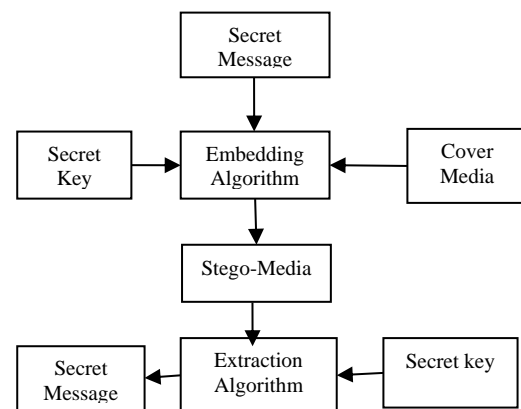 Secret
Message
Secret
Key
Embedding
Algorithm
Cover
Media
Stego-Media
Secret
Message
Extraction
Algorithm
Secret key